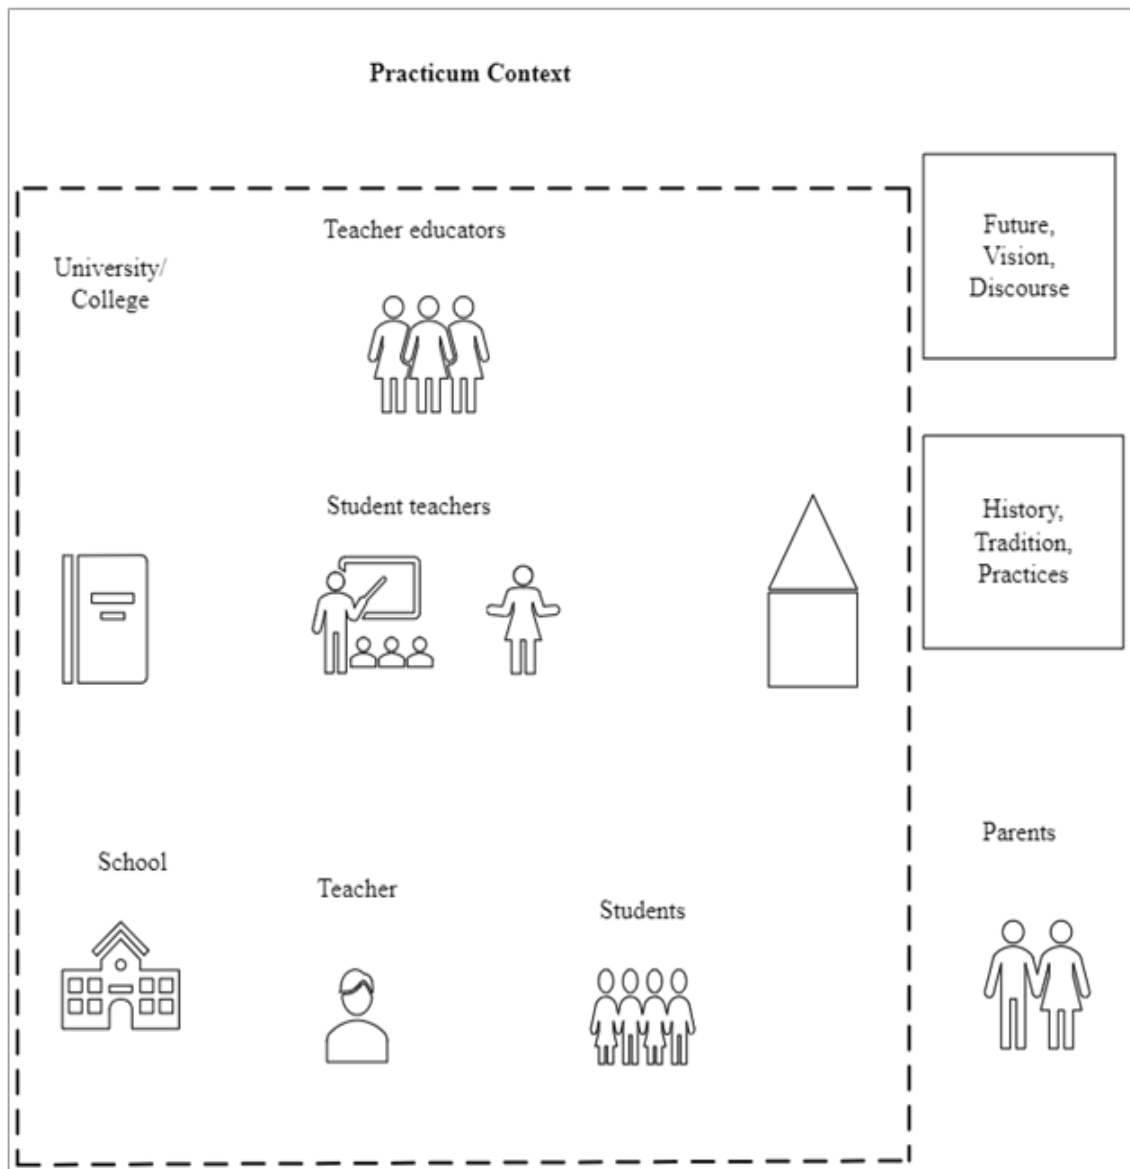 Practicum Context
Teacher educators
University/
College
Future,
Vision,
Discourse
Student teachers
History,
Tradition,
Practices
School
Teacher
Students
Parents